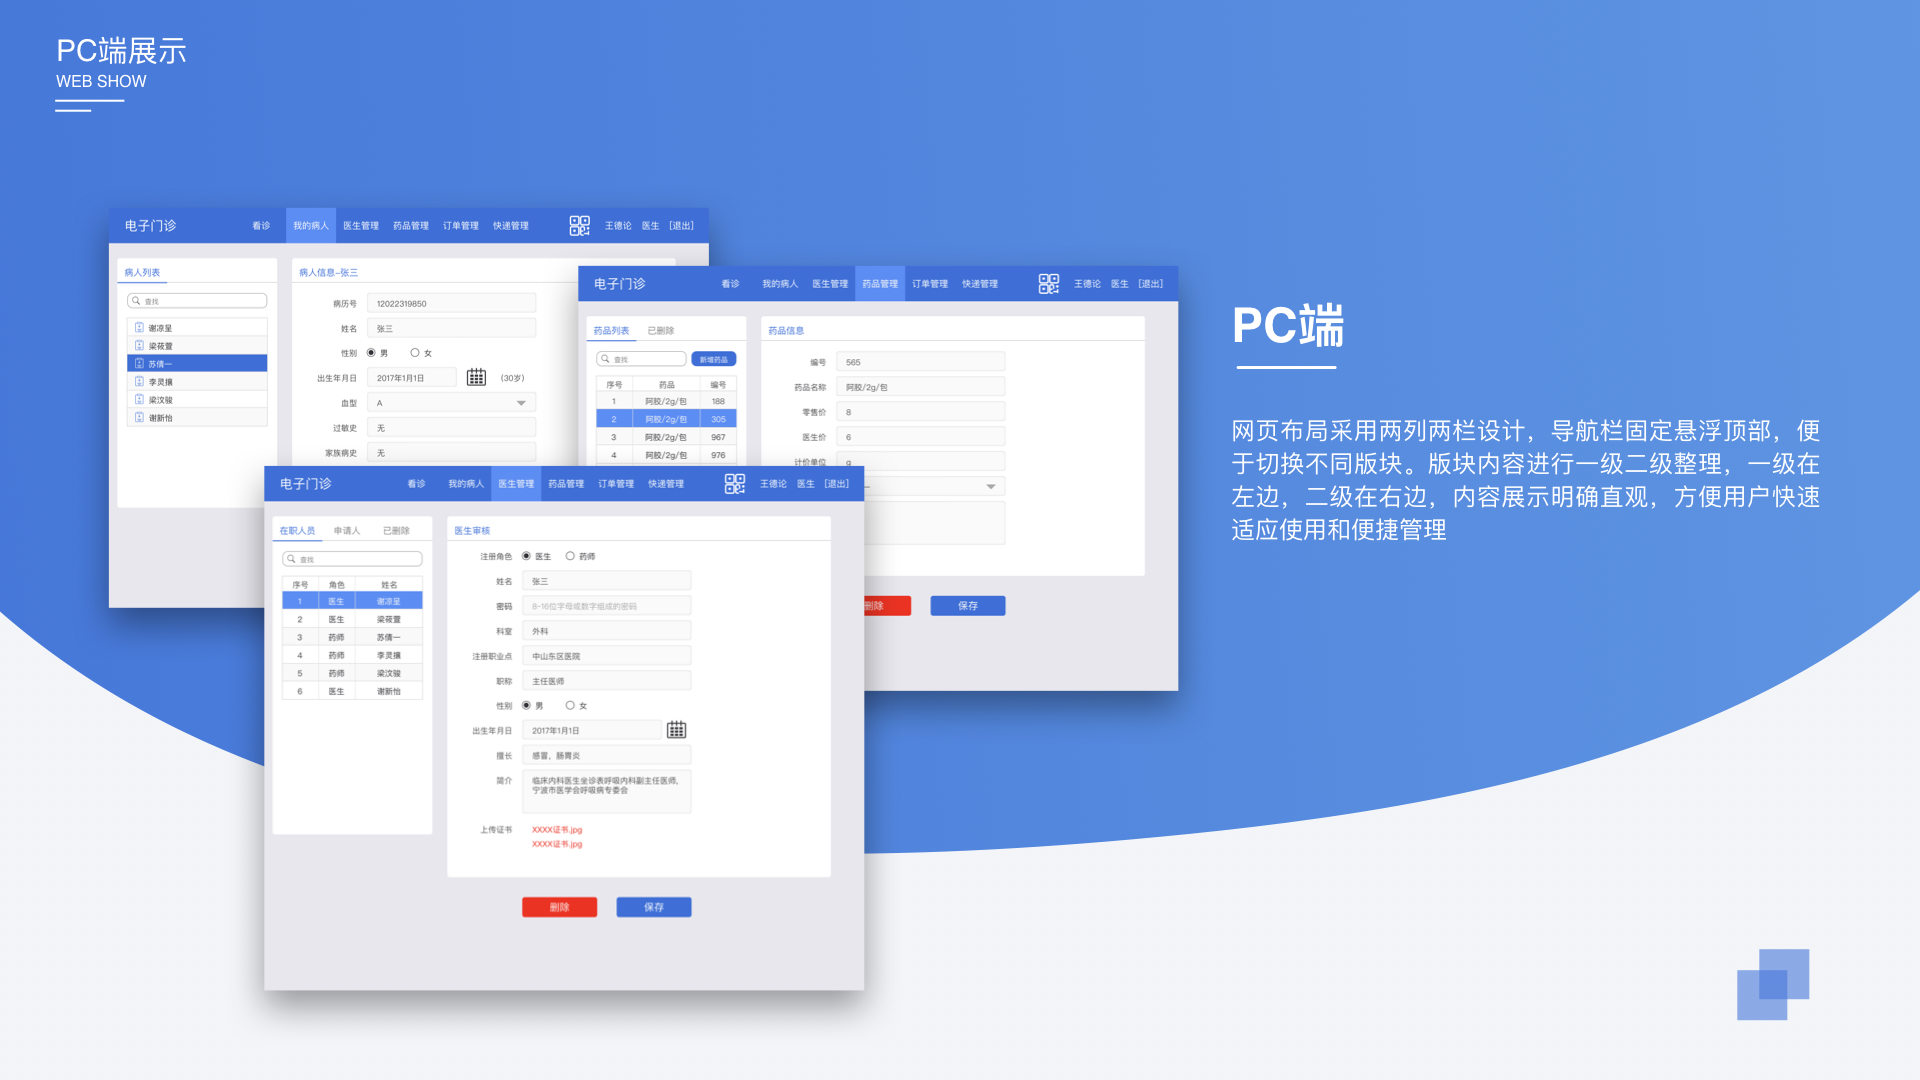 PC端展示
WEB SHOW
电子门诊 看诊 我的病人 医生管理 药品管理 订单管理 快递管理 王德论 医生 [退出]
病人列表
查找
谢凉呈
梁莜萱
苏倩一
李灵攘
梁汶骏
谢新怡
病人信息-张三
病历号 12022319850
姓名 张三
性别 男 女
出生年月日 2017年1月1日 (30岁)
血型 A
过敏史 无
家族病史 无
电子门诊 看诊 我的病人 医生管理 药品管理 订单管理 快递管理 王德论 医生 [退出]
药品列表 已删除
查找 新增药品
序号 药品 编号
1 阿胶/2g/包 188
2 阿胶/2g/包 305
3 阿胶/2g/包 967
4 阿胶/2g/包 976
药品信息
编号 565
药品名称 阿胶/2g/包
零售价 8
医生价 6
计价单位 g
删除 保存
电子门诊 看诊 我的病人 医生管理 药品管理 订单管理 快递管理 王德论 医生 [退出]
在职人员 申请人 已删除
查找
序号 角色 姓名
1 医生 谢凉呈
2 医生 梁莜萱
3 药师 苏倩一
4 药师 李灵攘
5 药师 梁汶骏
6 医生 谢新怡
医生审核
注册角色 医生 药师
姓名 张三
密码 8-16位字母或数字组成的密码
科室 外科
注册职业点 中山东区医院
职称 主任医师
性别 男 女
出生年月日 2017年1月1日
擅长 感冒，肠胃炎
简介 临床内科医生坐诊表呼吸内科副主任医师,
宁波市医学会呼吸病专委会
上传证书 XXXX证书.jpg
XXXX证书.jpg
删除 保存
PC端
网页布局采用两列两栏设计，导航栏固定悬浮顶部，便
于切换不同版块。版块内容进行一级二级整理，一级在
左边，二级在右边，内容展示明确直观，方便用户快速
适应使用和便捷管理